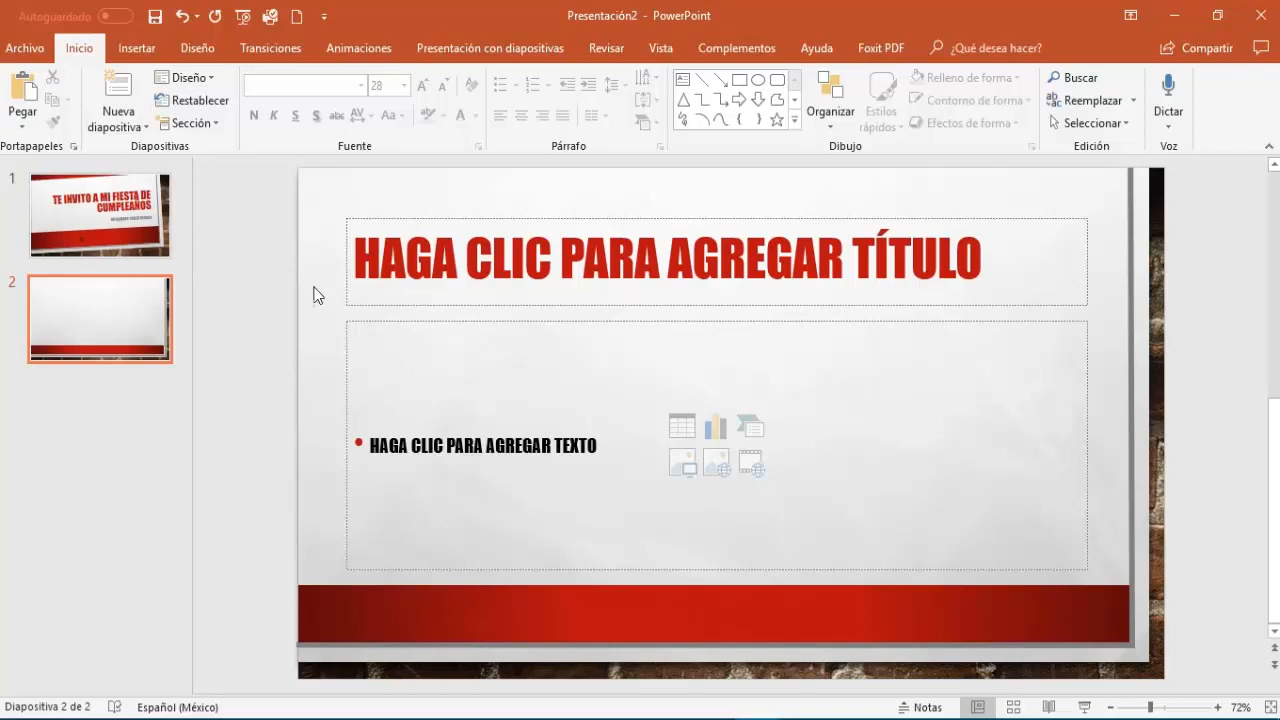 Autoguardado
Presentación2 - PowerPoint
Archivo Inicio Insertar Diseño Transiciones Animaciones Presentación con diapositivas Revisar Vista Complementos Ayuda Foxit PDF ¿Qué desea hacer? Compartir
Pegar
Portapapeles
Nueva
diapositiva
Diseño
Restablecer
Sección
Diapositivas
28
N K S S abc AV Aa A
Fuente
Párrafo
Organizar
Estilos
rápidos
Relleno de forma
Contorno de forma
Efectos de forma
Dibujo
Buscar
Reemplazar
Seleccionar
Edición
Dictar
Voz
1
TE INVITO A MI FIESTA DE
CUMPLEAÑOS
2
HAGA CLIC PARA AGREGAR TÍTULO
• HAGA CLIC PARA AGREGAR TEXTO
Diapositiva 2 de 2 Español (México) Notas 72%